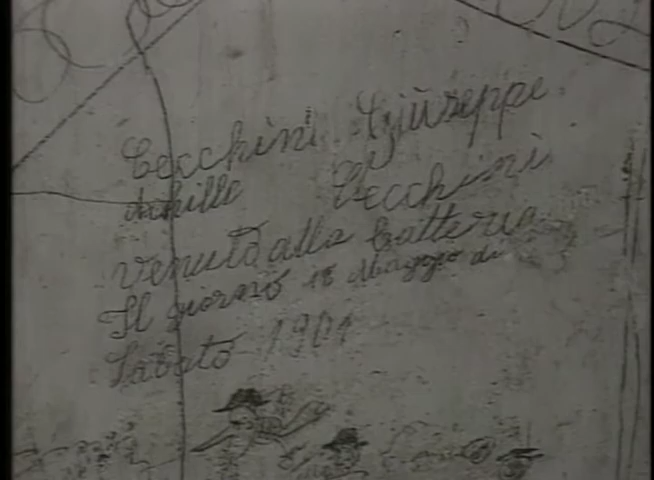 Cecchini Giuseppe
Achille Cecchini
Venuto alla batteria
Il giorno 18 Maggio di
Sabato 1901